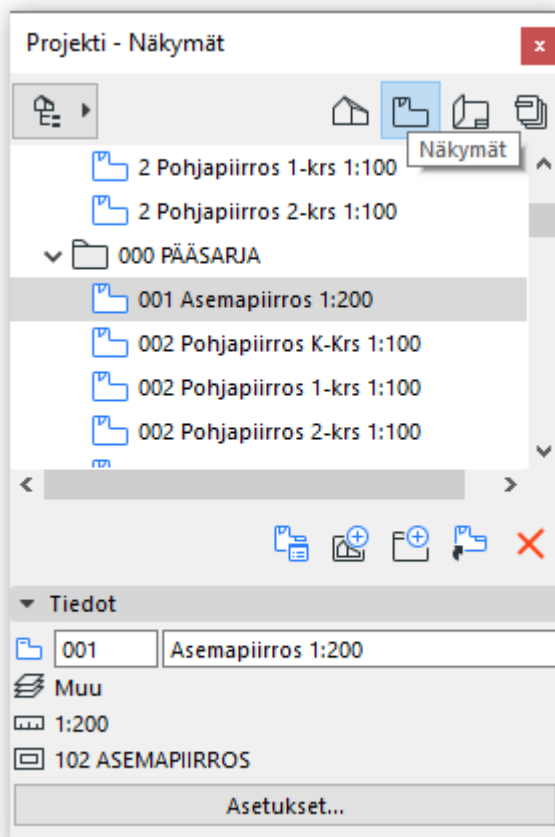 Projekti - Näkymät
x
Näkymät
2 Pohjapiirros 1-krs 1:100
2 Pohjapiirros 2-krs 1:100
000 PÄÄSARJA
001 Asemapiirros 1:200
002 Pohjapiirros K-Krs 1:100
002 Pohjapiirros 1-krs 1:100
002 Pohjapiirros 2-krs 1:100
Tiedot
001 Asemapiirros 1:200
Muu
1:200
102 ASEMAPIIRROS
Asetukset...